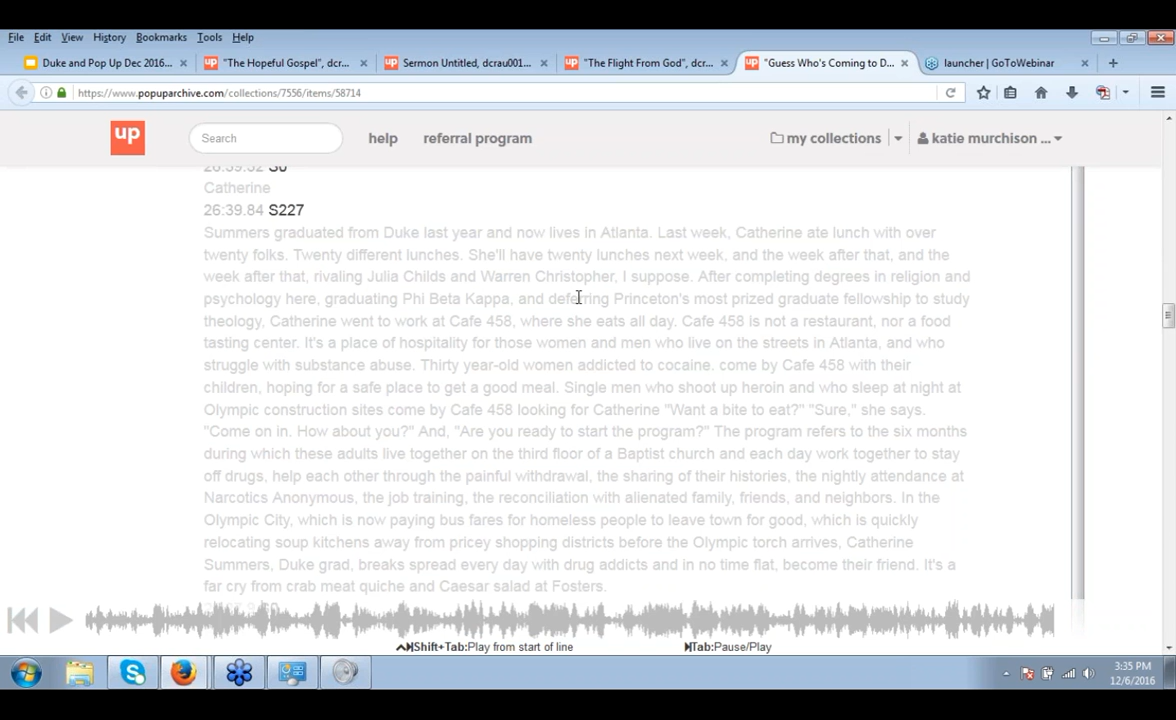 File Edit View History Bookmarks Tools Help
Duke and Pop Up Dec 2016... × "The Hopeful Gospel", dcr... × Sermon Untitled, dcrau001... × "The Flight From God", dcr... × "Guess Who's Coming to D... × launcher | GoToWebinar ×
https://www.popuparchive.com/collections/7556/items/58714
up Search help referral program my collections katie murchison ...
26:39.32 S0
Catherine
26:39.84 S227
Summers graduated from Duke last year and now lives in Atlanta. Last week, Catherine ate lunch with over
twenty folks. Twenty different lunches. She'll have twenty lunches next week, and the week after that, and the
week after that, rivaling Julia Childs and Warren Christopher, I suppose. After completing degrees in religion and
psychology here, graduating Phi Beta Kappa, and deferring Princeton's most prized graduate fellowship to study
theology, Catherine went to work at Cafe 458, where she eats all day. Cafe 458 is not a restaurant, nor a food
tasting center. It's a place of hospitality for those women and men who live on the streets in Atlanta, and who
struggle with substance abuse. Thirty year-old women addicted to cocaine. come by Cafe 458 with their
children, hoping for a safe place to get a good meal. Single men who shoot up heroin and who sleep at night at
Olympic construction sites come by Cafe 458 looking for Catherine "Want a bite to eat?" "Sure," she says.
"Come on in. How about you?" And, "Are you ready to start the program?" The program refers to the six months
during which these adults live together on the third floor of a Baptist church and each day work together to stay
off drugs, help each other through the painful withdrawal, the sharing of their histories, the nightly attendance at
Narcotics Anonymous, the job training, the reconciliation with alienated family, friends, and neighbors. In the
Olympic City, which is now paying bus fares for homeless people to leave town for good, which is quickly
relocating soup kitchens away from pricey shopping districts before the Olympic torch arrives, Catherine
Summers, Duke grad, breaks spread every day with drug addicts and in no time flat, become their friend. It's a
far cry from crab meat quiche and Caesar salad at Fosters.
Shift+Tab:Play from start of line Tab:Pause/Play
3:35 PM
12/6/2016